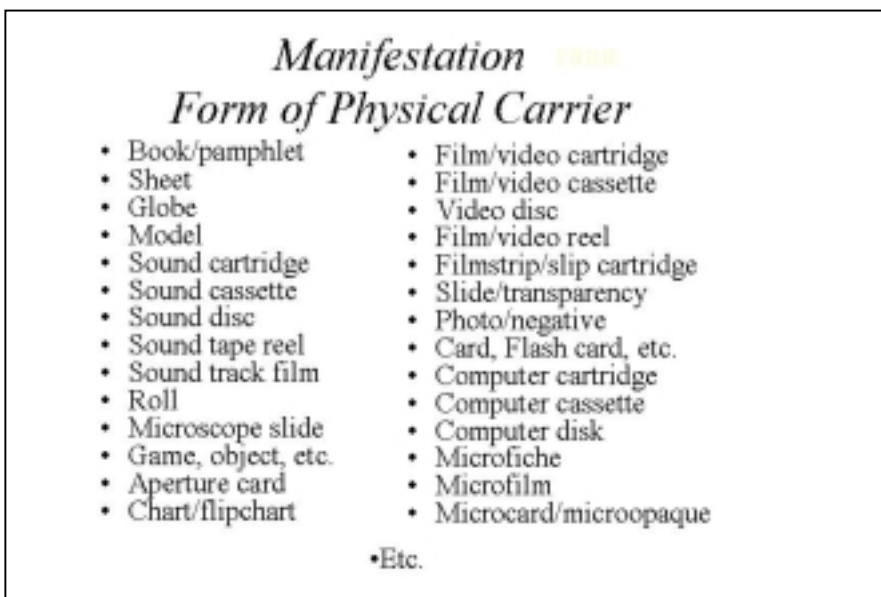 Manifestation
Form of Physical Carrier
• Book/pamphlet
• Sheet
• Globe
• Model
• Sound cartridge
• Sound cassette
• Sound disc
• Sound tape reel
• Sound track film
• Roll
• Microscope slide
• Game, object, etc.
• Aperture card
• Chart/flipchart
• Film/video cartridge
• Film/video cassette
• Video disc
• Film/video reel
• Filmstrip/slip cartridge
• Slide/transparency
• Photo/negative
• Card, Flash card, etc.
• Computer cartridge
• Computer cassette
• Computer disk
• Microfiche
• Microfilm
• Microcard/microopaque
•Etc.